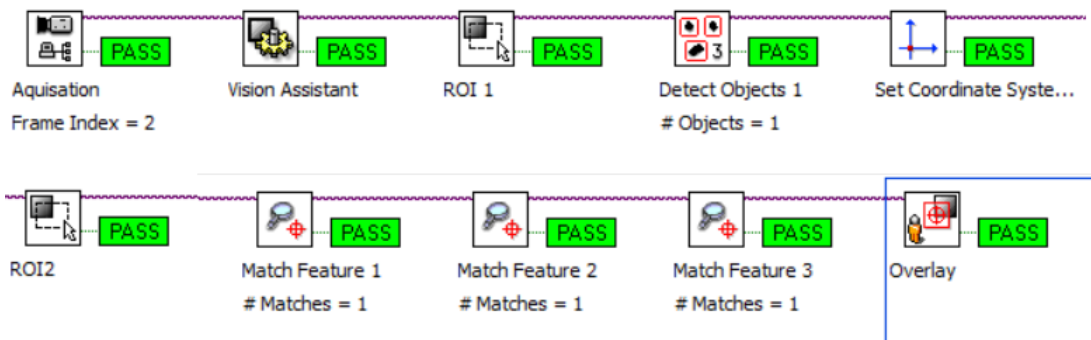 PASS PASS PASS PASS PASS
3
Aquisation Vision Assistant ROI 1 Detect Objects 1 Set Coordinate Syste...
Frame Index = 2 # Objects = 1
PASS PASS PASS PASS PASS
ROI2 Match Feature 1 Match Feature 2 Match Feature 3 Overlay
# Matches = 1 # Matches = 1 # Matches = 1